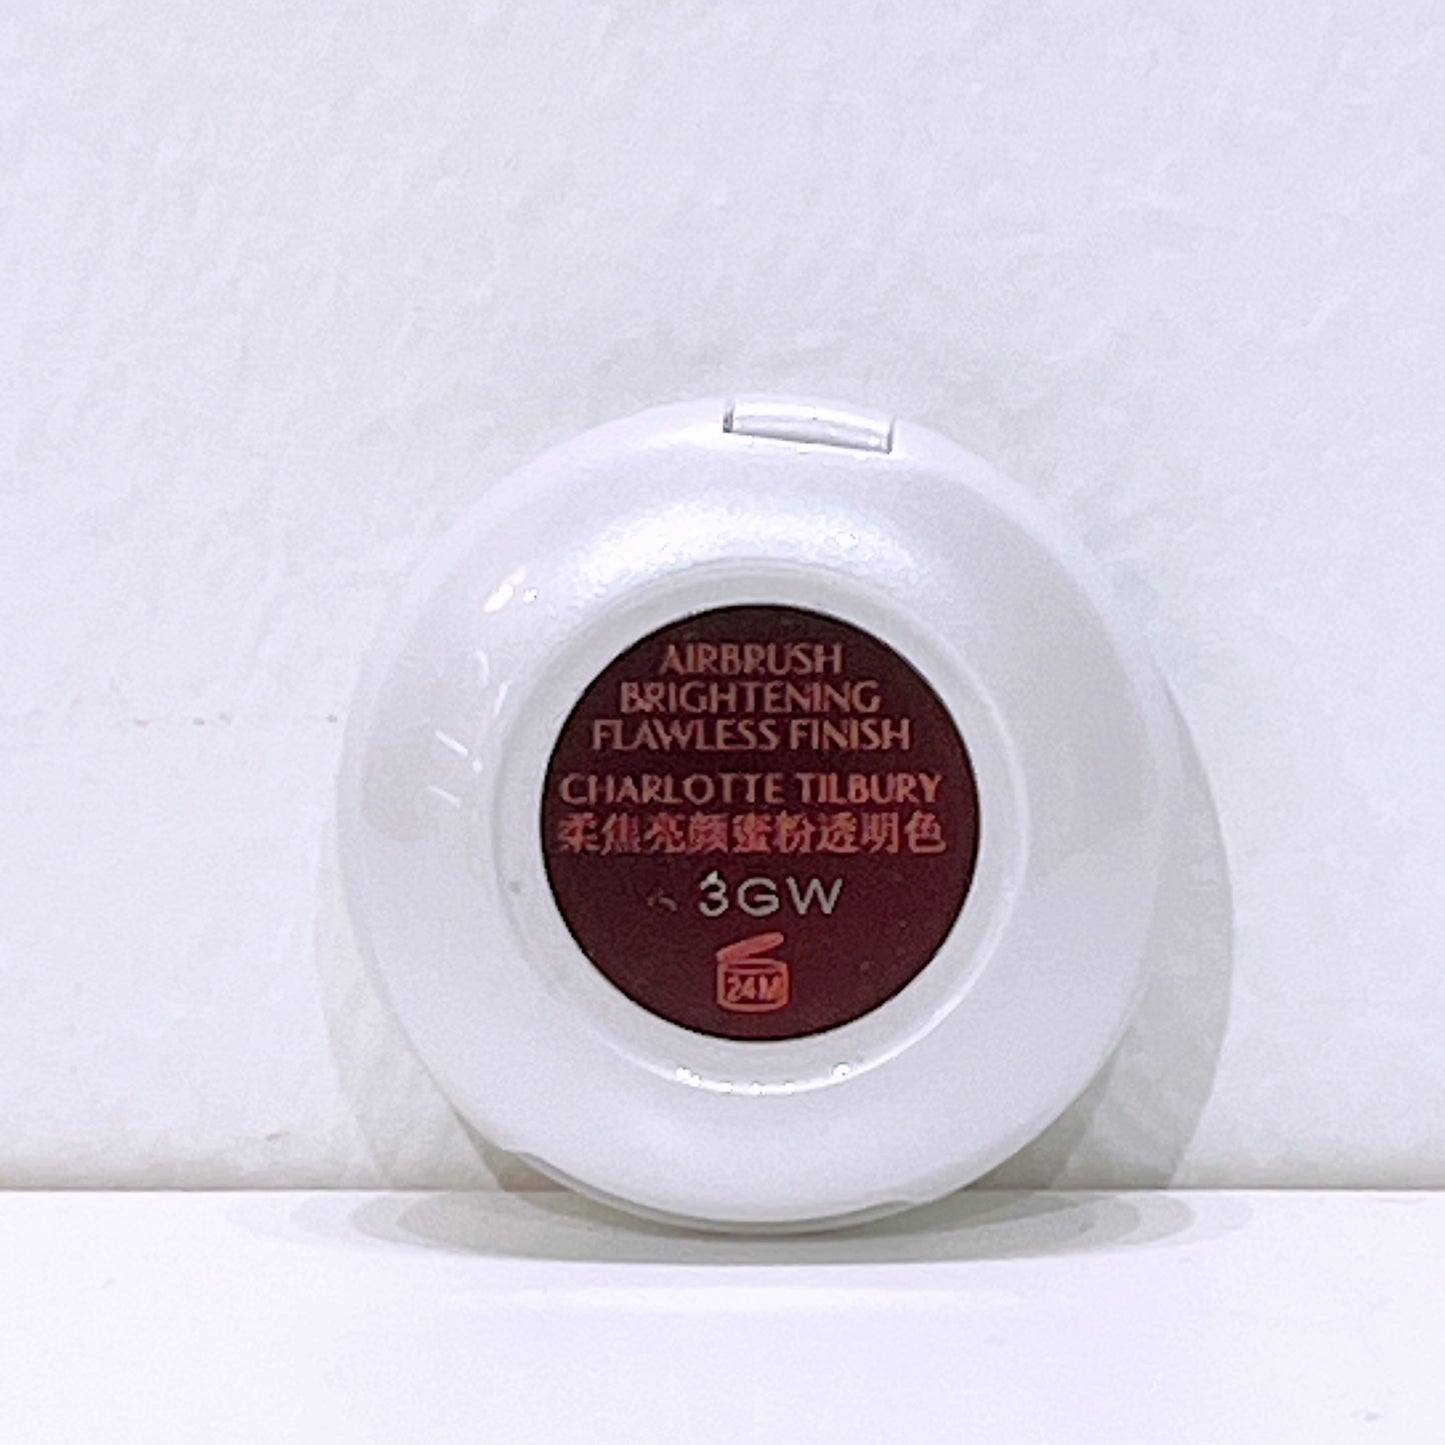 AIRBRUSH
BRIGHTENING
FLAWLESS FINISH
CHARLOTTE TILBURY
柔焦亮颜蜜粉透明色
3GW
24M